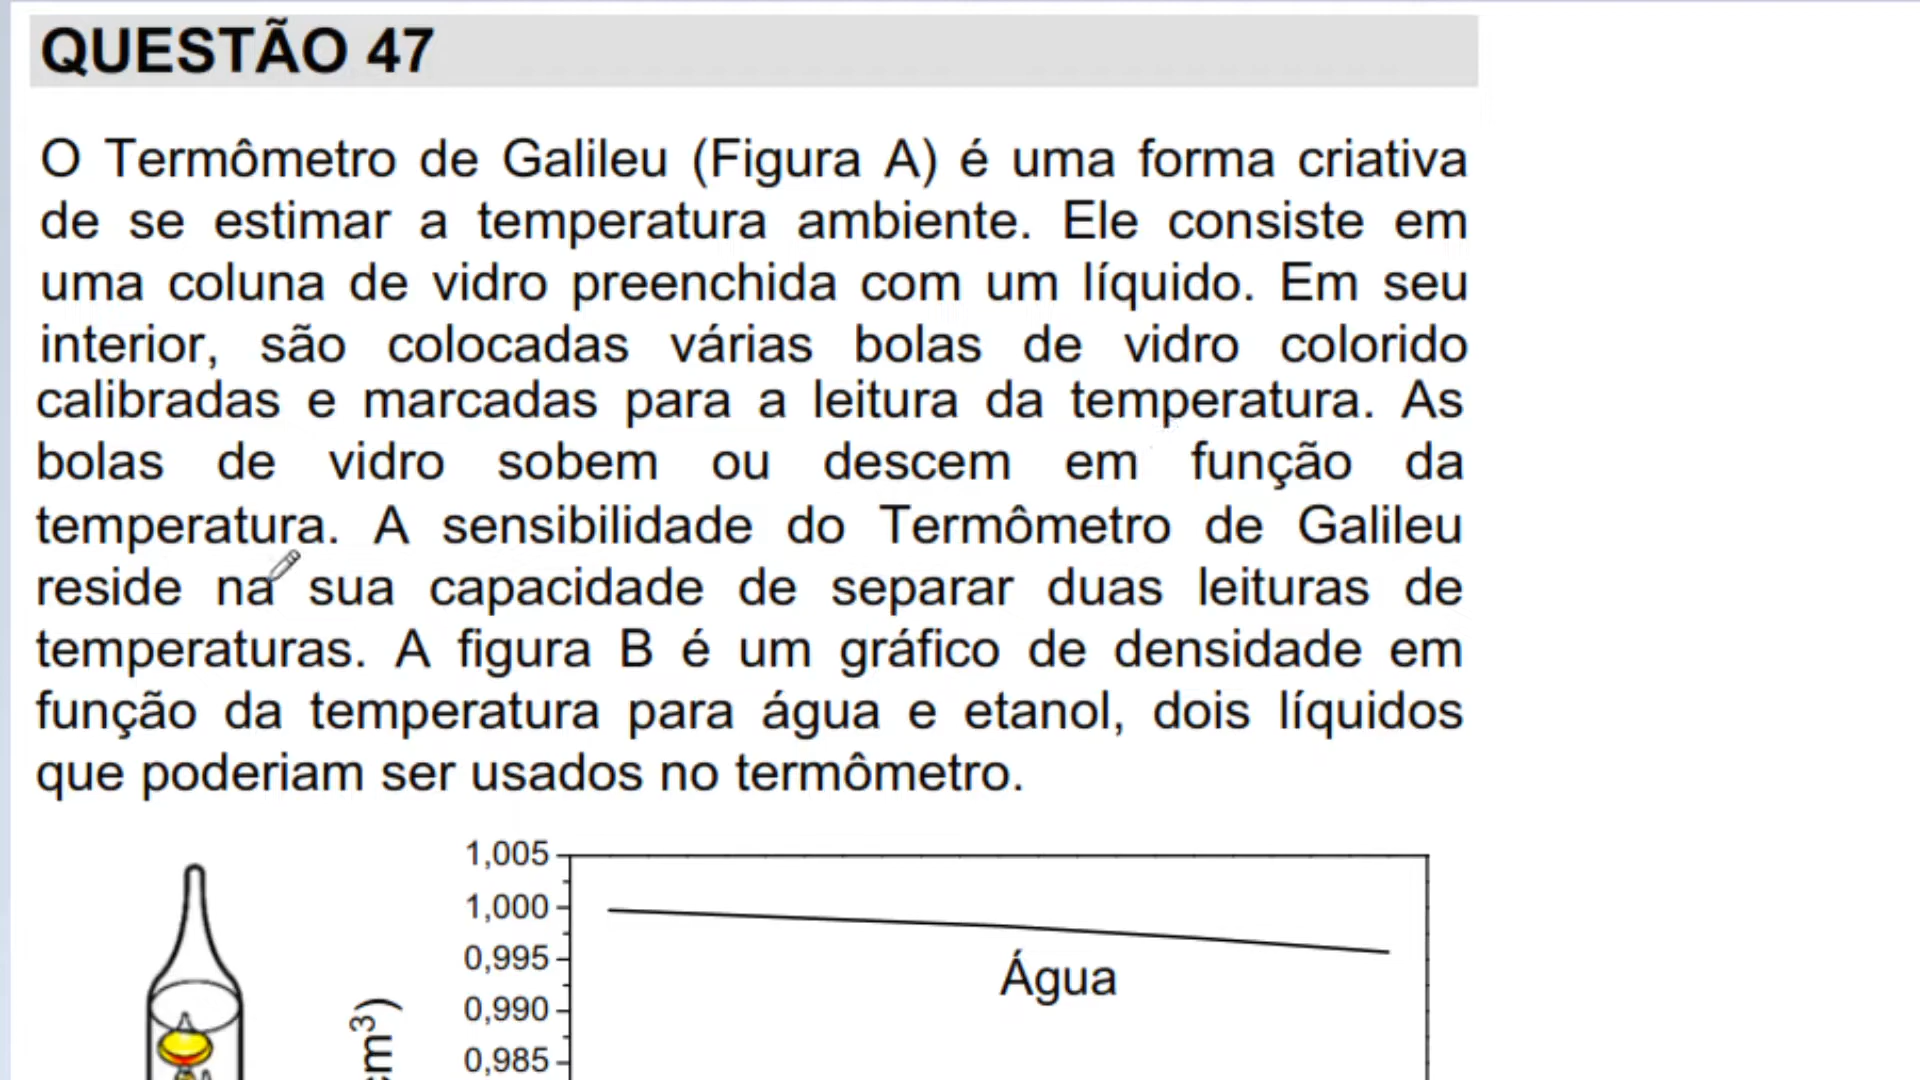 QUESTÃO 47
O Termômetro de Galileu (Figura A) é uma forma criativa
de se estimar a temperatura ambiente. Ele consiste em
uma coluna de vidro preenchida com um líquido. Em seu
interior, são colocadas várias bolas de vidro colorido
calibradas e marcadas para a leitura da temperatura. As
bolas de vidro sobem ou descem em função da
temperatura. A sensibilidade do Termômetro de Galileu
reside na sua capacidade de separar duas leituras de
temperaturas. A figura B é um gráfico de densidade em
função da temperatura para água e etanol, dois líquidos
que poderiam ser usados no termômetro.
1,005
1,000
0,995
Água
0,990
0,985
cm³)